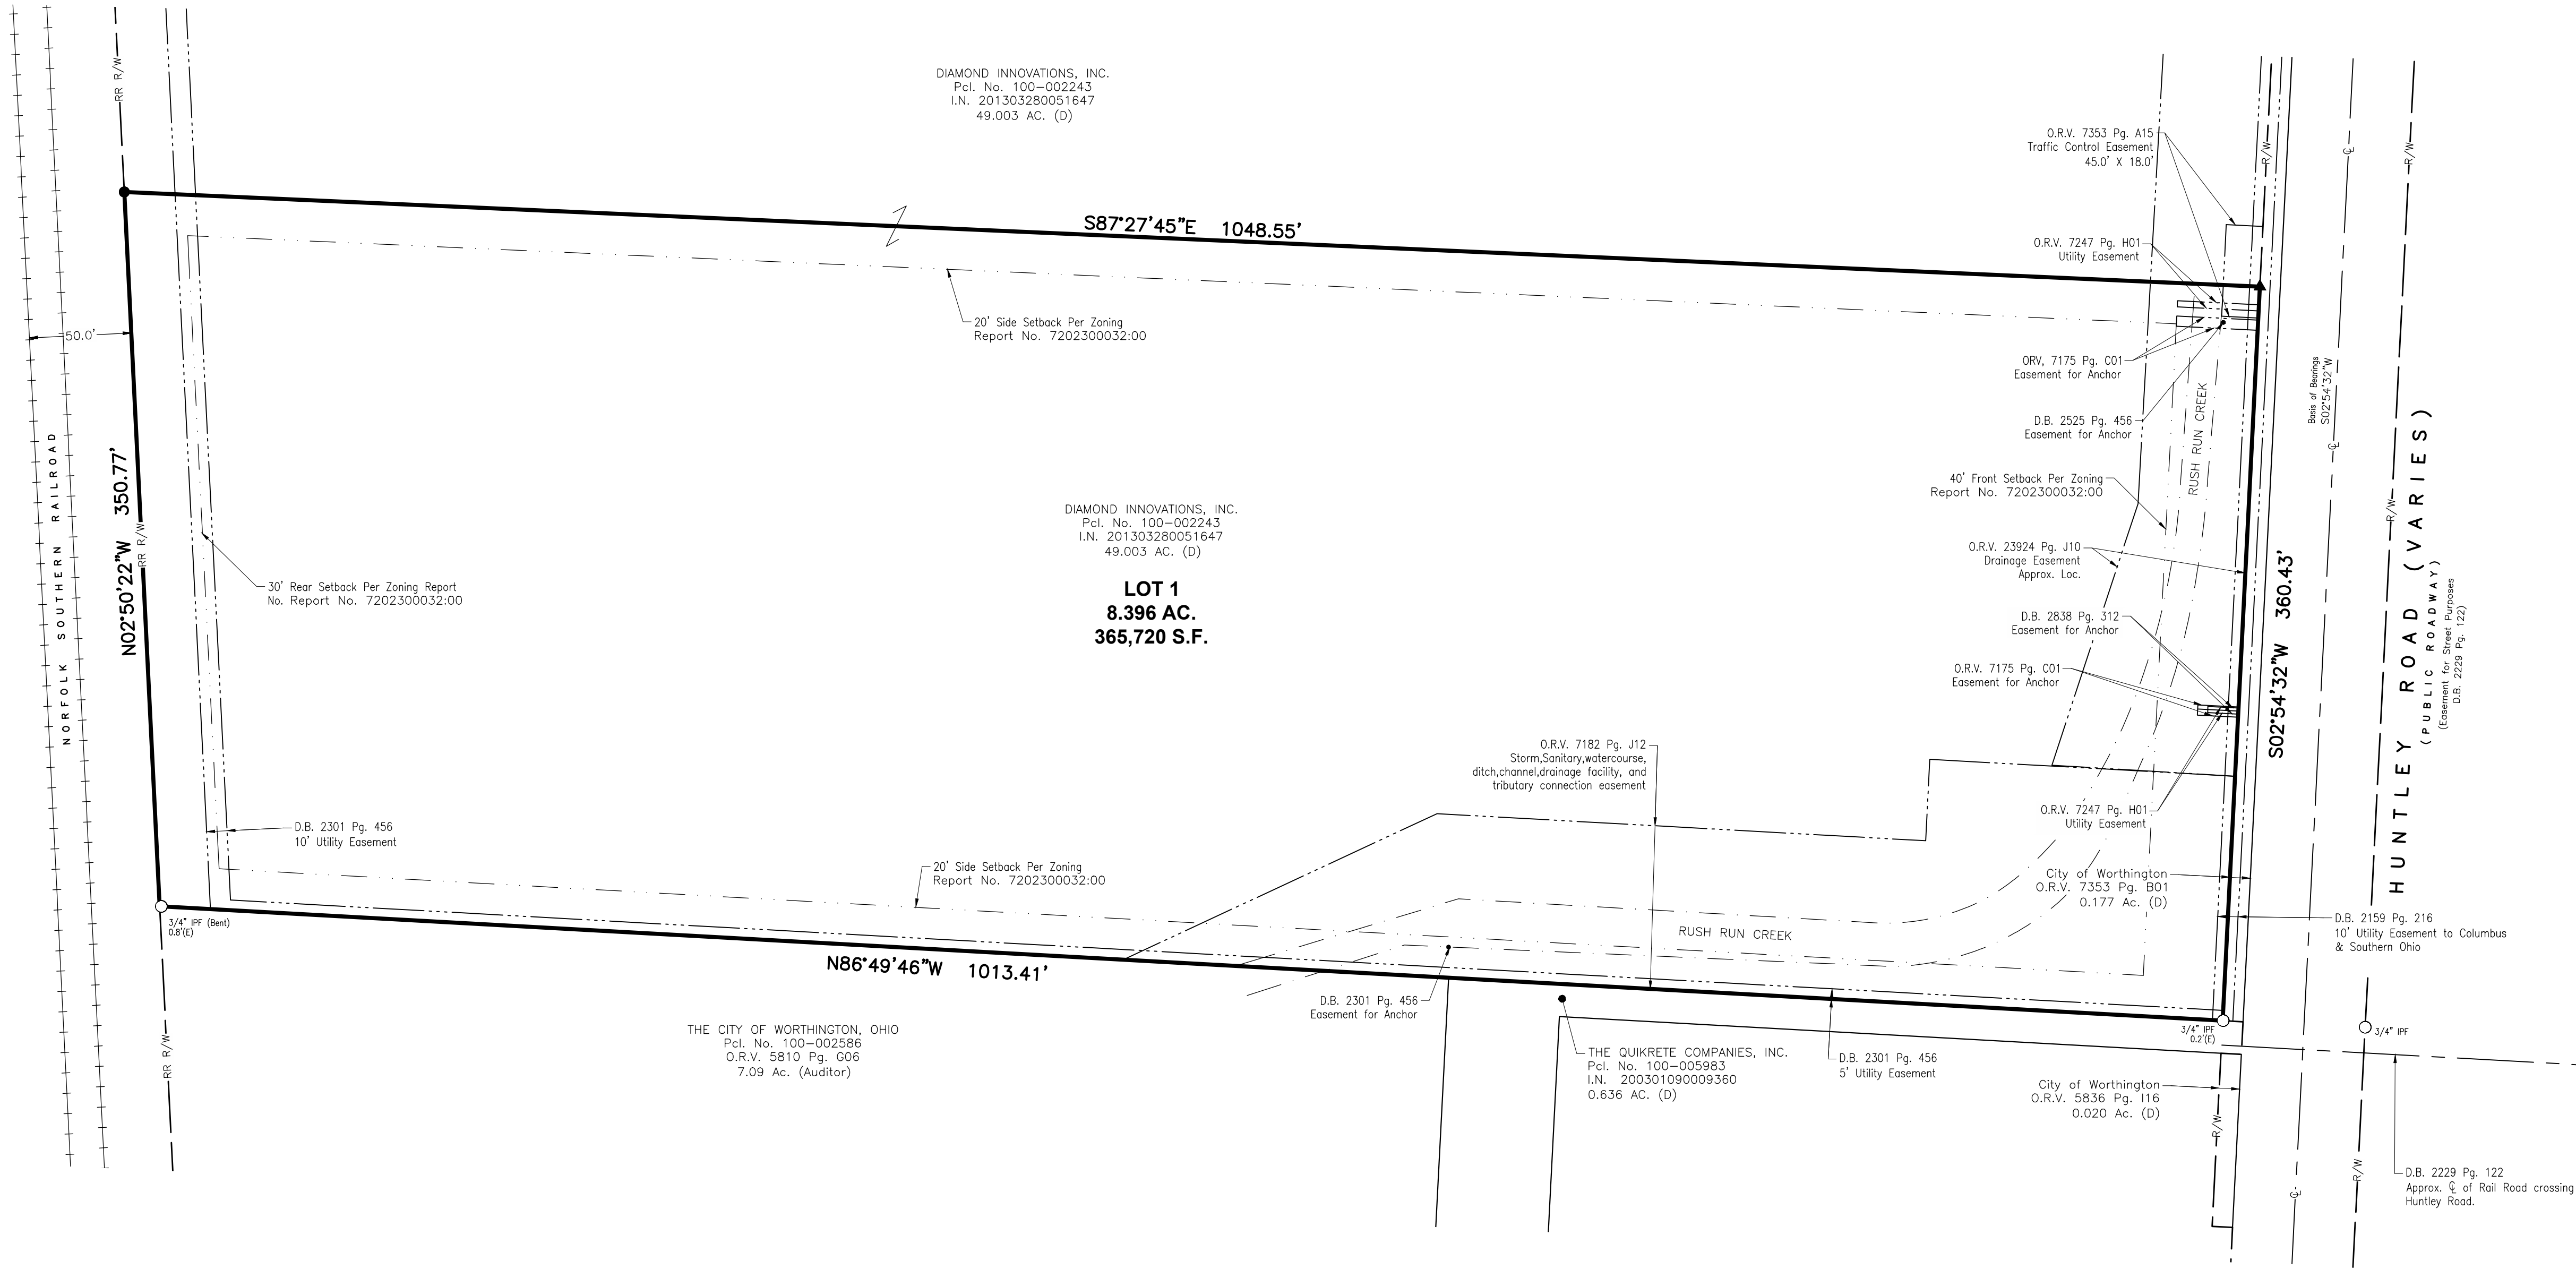 RR R/W
DIAMOND INNOVATIONS, INC.
Pcl. No. 100-002243
I.N. 201303280051647
49.003 AC. (D)
O.R.V. 7353 Pg. A15
Traffic Control Easement
45.0' X 18.0'
R/W
℄
R/W
S87°27'45"E 1048.55'
O.R.V. 7247 Pg. H01
Utility Easement
20' Side Setback Per Zoning
Report No. 7202300032:00
50.0'
ORV, 7175 Pg. C01
Easement for Anchor
D.B. 2525 Pg. 456
Easement for Anchor
RUSH RUN CREEK
Basis of Bearings
S02°54'32"W
℄
40' Front Setback Per Zoning
Report No. 7202300032:00
NORFOLK SOUTHERN RAILROAD
N02°50'22"W 350.77'
RR R/W
30' Rear Setback Per Zoning Report
No. Report No. 7202300032:00
DIAMOND INNOVATIONS, INC.
Pcl. No. 100-002243
I.N. 201303280051647
49.003 AC. (D)
LOT 1
8.396 AC.
365,720 S.F.
O.R.V. 23924 Pg. J10
Drainage Easement
Approx. Loc.
D.B. 2838 Pg. 312
Easement for Anchor
O.R.V. 7175 Pg. C01
Easement for Anchor
S02°54'32"W 360.43'
R/W
HUNTLEY ROAD (VARIES)
(PUBLIC ROADWAY)
(Easement for Street Purposes
D.B. 2229 Pg. 122)
O.R.V. 7182 Pg. J12
Storm,Sanitary,watercourse,
ditch,channel,drainage facility, and
tributary connection easement
O.R.V. 7247 Pg. H01
Utility Easement
D.B. 2301 Pg. 456
10' Utility Easement
20' Side Setback Per Zoning
Report No. 7202300032:00
City of Worthington
O.R.V. 7353 Pg. B01
0.177 Ac. (D)
3/4" IPF (Bent)
0.8'(E)
RUSH RUN CREEK
D.B. 2159 Pg. 216
10' Utility Easement to Columbus
& Southern Ohio
N86°49'46"W 1013.41'
D.B. 2301 Pg. 456
Easement for Anchor
3/4" IPF
0.2'(E)
3/4" IPF
RR R/W
THE CITY OF WORTHINGTON, OHIO
Pcl. No. 100-002586
O.R.V. 5810 Pg. G06
7.09 Ac. (Auditor)
THE QUIKRETE COMPANIES, INC.
Pcl. No. 100-005983
I.N. 200301090009360
0.636 AC. (D)
D.B. 2301 Pg. 456
5' Utility Easement
City of Worthington
O.R.V. 5836 Pg. I16
0.020 Ac. (D)
R/W
R/W
℄
D.B. 2229 Pg. 122
Approx. ℄ of Rail Road crossing
Huntley Road.